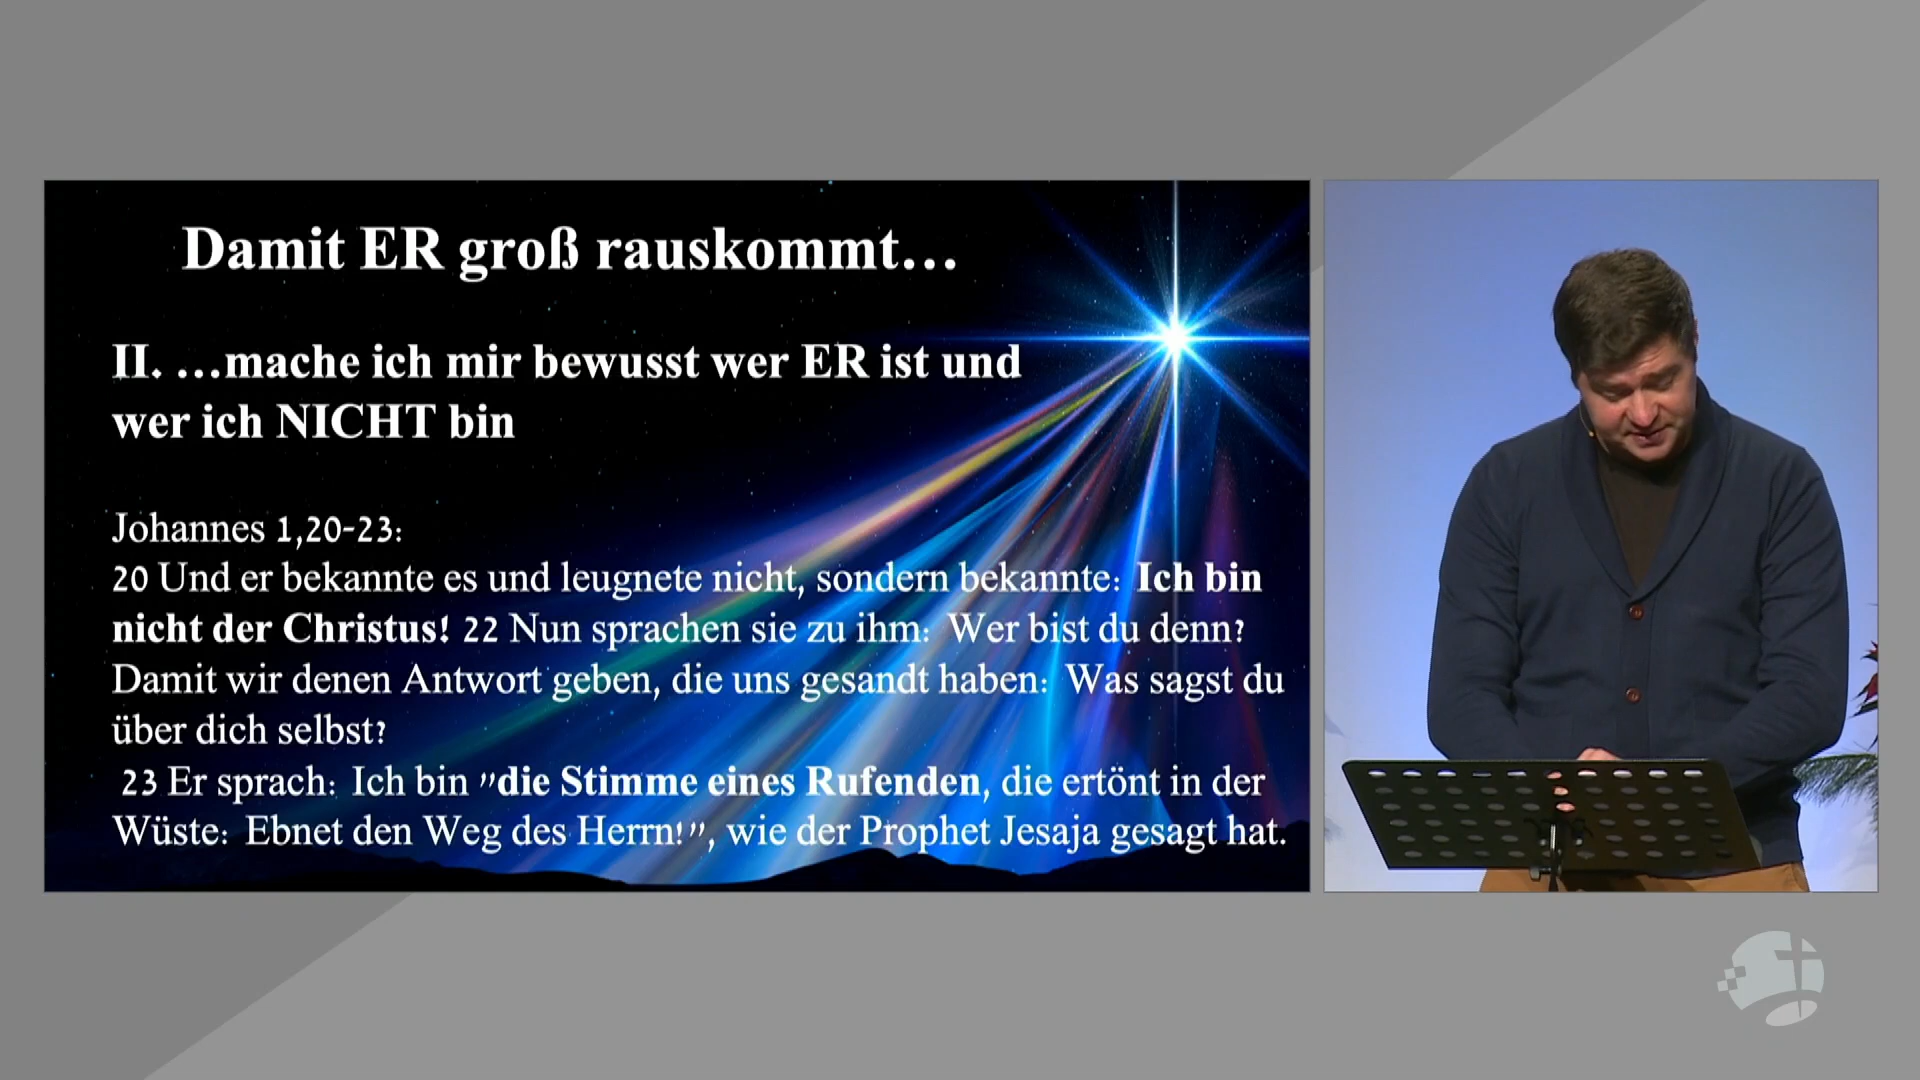 Damit ER groß rauskommt…
II. …mache ich mir bewusst wer ER ist und
wer ich NICHT bin
Johannes 1,20-23:
20 Und er bekannte es und leugnete nicht, sondern bekannte: Ich bin
nicht der Christus! 22 Nun sprachen sie zu ihm: Wer bist du denn?
Damit wir denen Antwort geben, die uns gesandt haben: Was sagst du
über dich selbst?
23 Er sprach: Ich bin "die Stimme eines Rufenden, die ertönt in der
Wüste: Ebnet den Weg des Herrn!", wie der Prophet Jesaja gesagt hat.